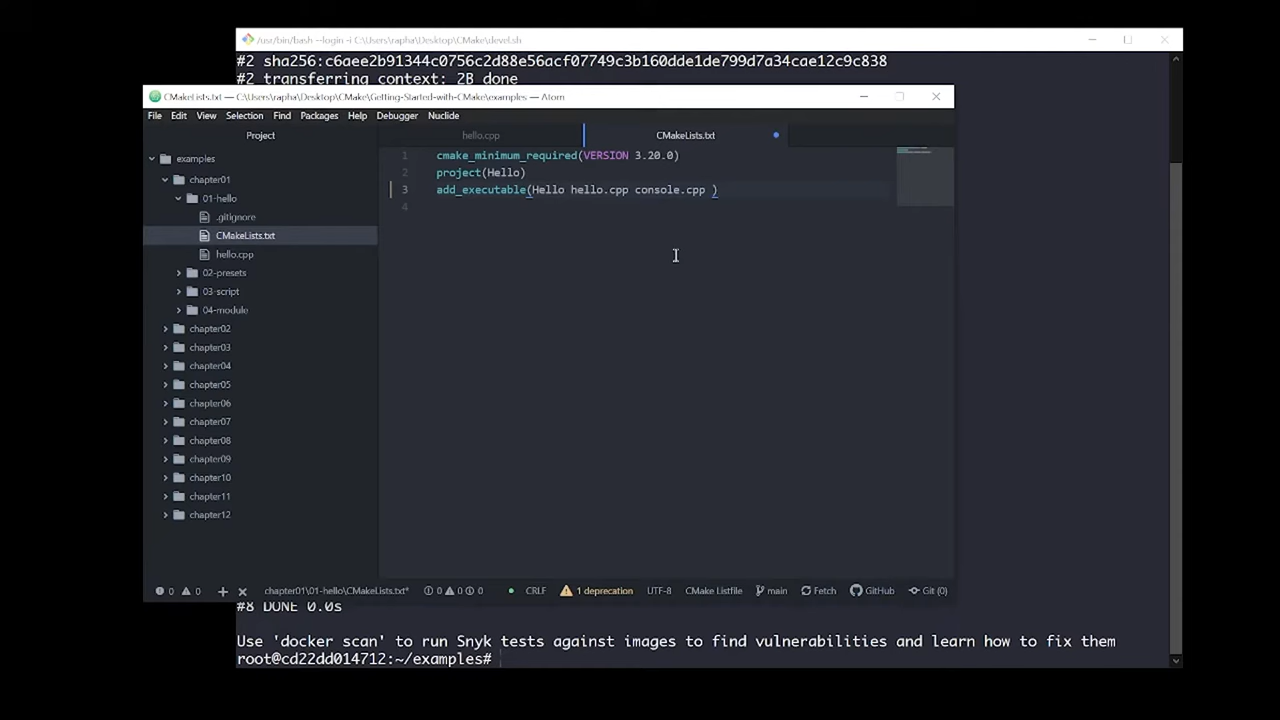 /usr/bin/bash --login -i C:\Users\rapha\Desktop\CMake\devel.sh
#2 sha256:c6aee2b91344c0756c2d88e56acf07749c3b160dde1de799d7a34cae12c9c838
#2 transferring context: 2B done
CMakeLists.txt — C:\Users\rapha\Desktop\CMake\Getting-Started-with-CMake\examples — Atom
File Edit View Selection Find Packages Help Debugger Nuclide
Project
hello.cpp
CMakeLists.txt
examples
chapter01
01-hello
.gitignore
CMakeLists.txt
hello.cpp
02-presets
03-script
04-module
chapter02
chapter03
chapter04
chapter05
chapter06
chapter07
chapter08
chapter09
chapter10
chapter11
chapter12
1 cmake_minimum_required(VERSION 3.20.0)
2 project(Hello)
3 add_executable(Hello hello.cpp console.cpp )
4
0 0 chapter01\01-hello\CMakeLists.txt* 0 0 0 CRLF 1 deprecation UTF-8 CMake Listfile main Fetch GitHub Git (0)
#8 DONE 0.0s
Use 'docker scan' to run Snyk tests against images to find vulnerabilities and learn how to fix them
root@cd22dd014712:~/examples#